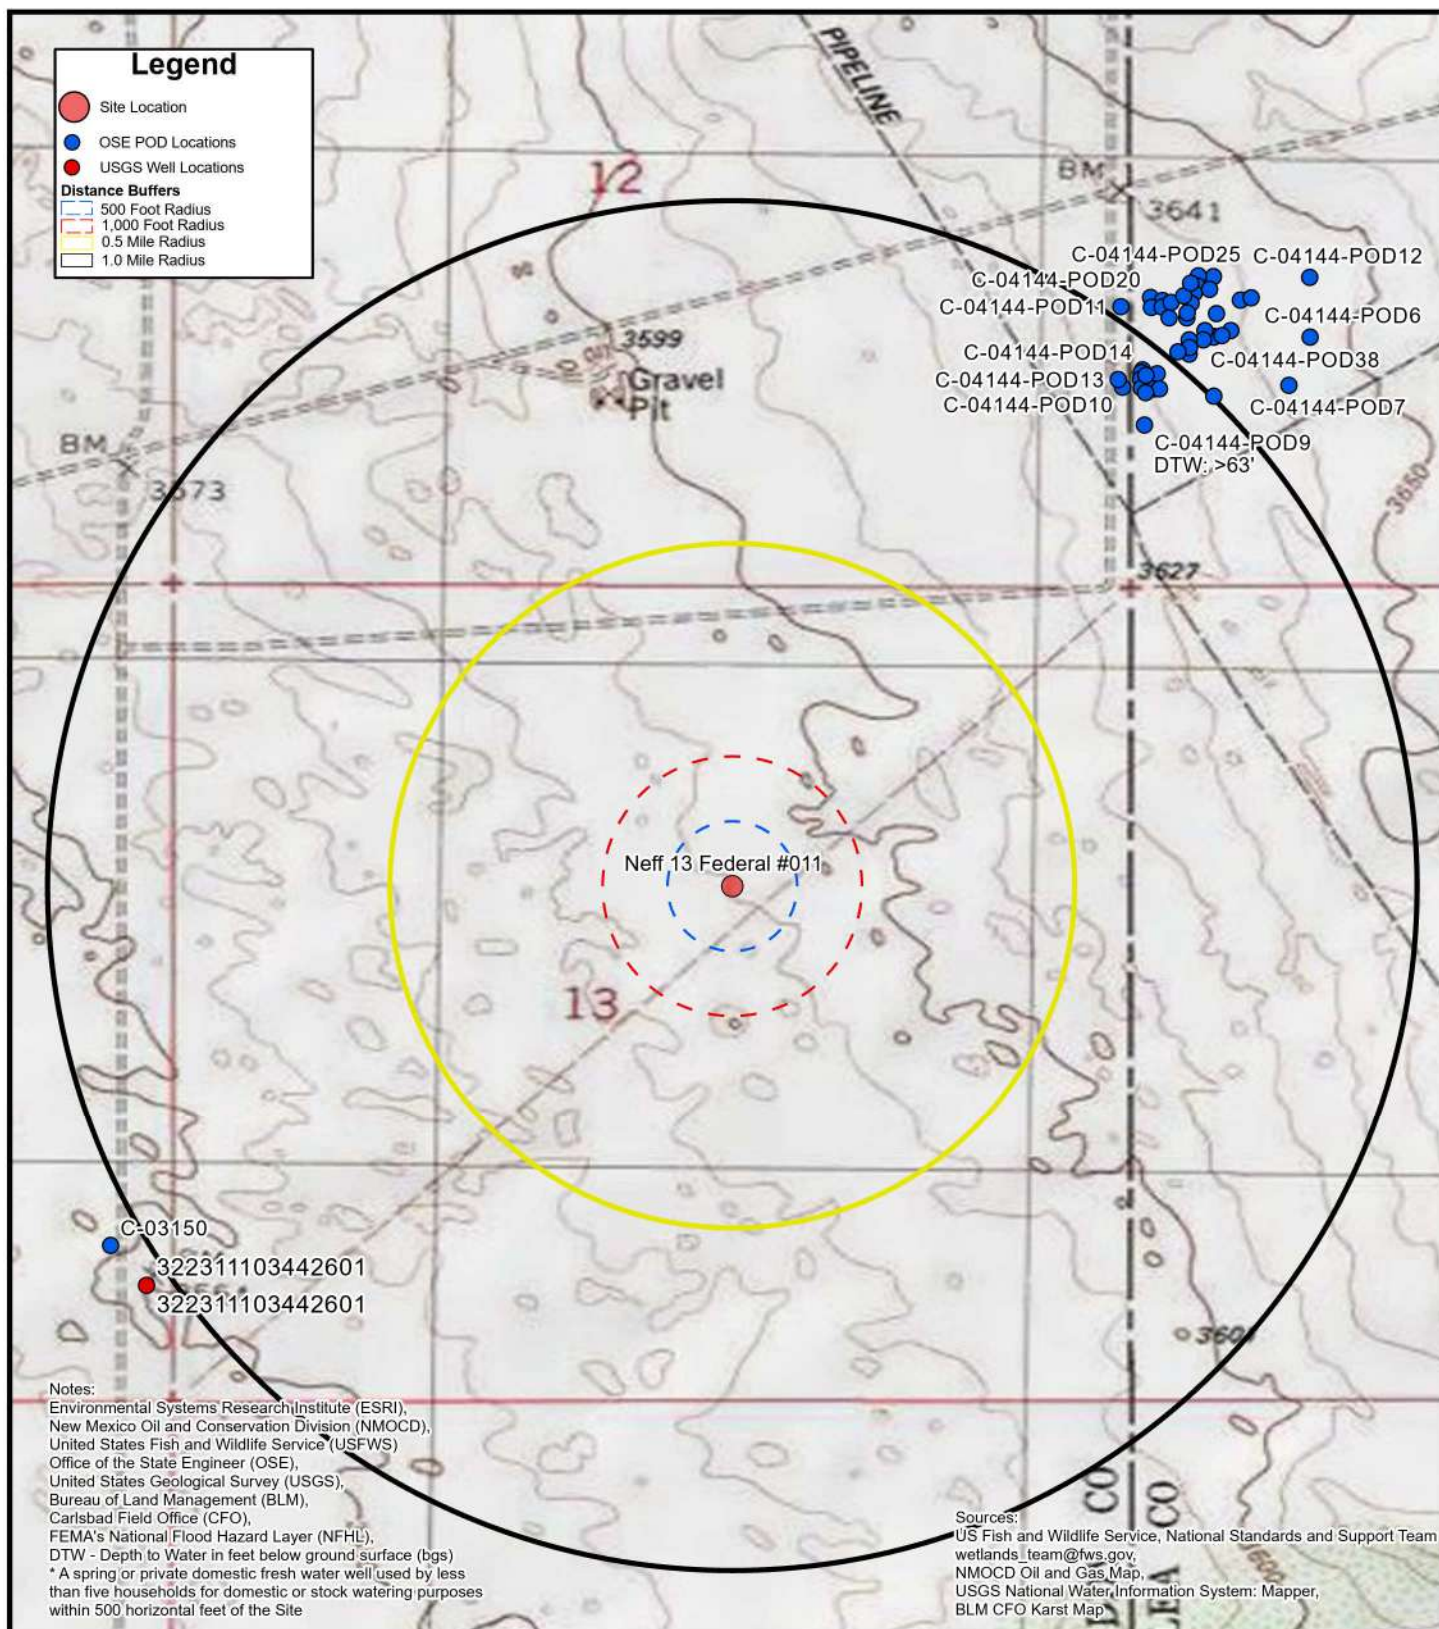 Legend
Site Location
OSE POD Locations
USGS Well Locations
Distance Buffers
500 Foot Radius
1,000 Foot Radius
0.5 Mile Radius
1.0 Mile Radius
PIPELINE
12
BM
3641
C-04144-POD25
C-04144-POD12
C-04144-POD20
C-04144-POD11
C-04144-POD6
C-04144-POD14
C-04144-POD38
C-04144-POD13
C-04144-POD10
C-04144-POD7
C-04144-POD9
DTW: >63'
3599
Gravel
Pit
BM
3573
3650
3627
Neff 13 Federal #011
13
C-03150
322311103442601
322311103442601
3601
Notes:
Environmental Systems Research Institute (ESRI),
New Mexico Oil and Conservation Division (NMOCD),
United States Fish and Wildlife Service (USFWS)
Office of the State Engineer (OSE),
United States Geological Survey (USGS),
Bureau of Land Management (BLM),
Carlsbad Field Office (CFO),
FEMA's National Flood Hazard Layer (NFHL),
DTW - Depth to Water in feet below ground surface (bgs)
* A spring or private domestic fresh water well used by less
than five households for domestic or stock watering purposes
within 500 horizontal feet of the Site
CO
LEA CO
3600
Sources:
US Fish and Wildlife Service, National Standards and Support Team
wetlands_team@fws.gov,
NMOCD Oil and Gas Map,
USGS National Water Information System: Mapper,
BLM CFO Karst Map